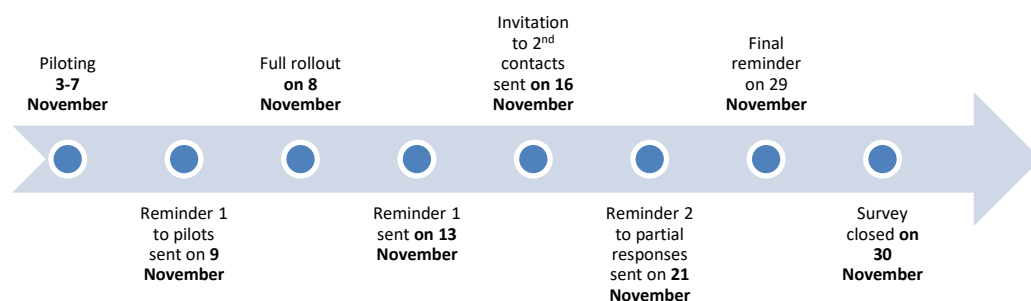 Piloting
3-7
November
Reminder 1
to pilots
sent on 9
November
Full rollout
on 8
November
Reminder 1
sent on 13
November
Invitation
to 2nd
contacts
sent on 16
November
Reminder 2
to partial
responses
sent on 21
November
Final
reminder
on 29
November
Survey
closed on
30
November